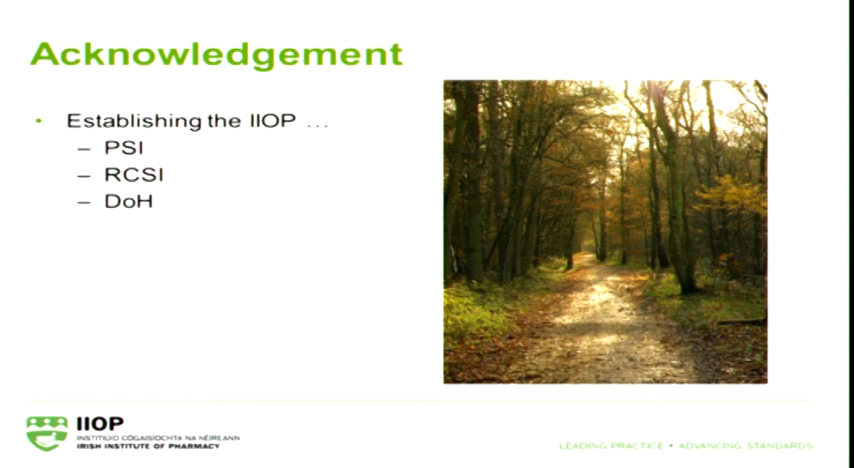 Acknowledgement
• Establishing the IIOP ...
– PSI
– RCSI
– DoH
IIOP
INSTITIÚID CÓGAISÍOCHTA NA HÉIREANN
IRISH INSTITUTE OF PHARMACY
LEADING PRACTICE • ADVANCING STANDARDS